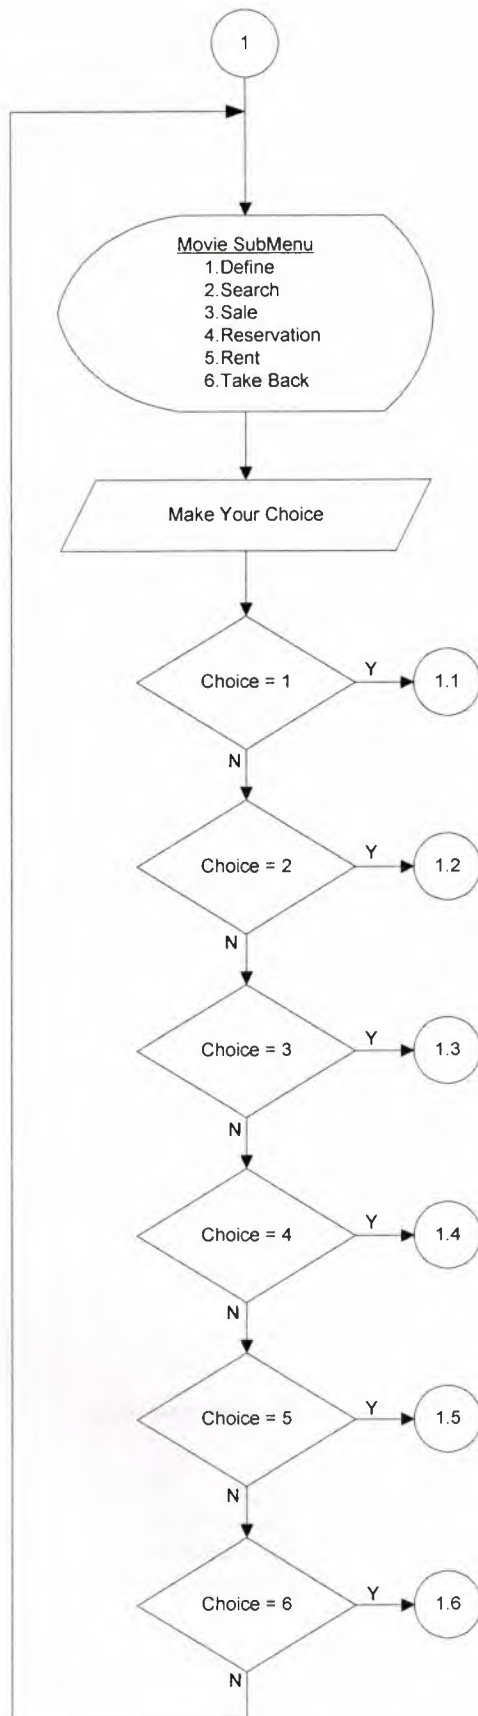 1
Movie SubMenu
1.Define
2.Search
3.Sale
4.Reservation
5.Rent
6.Take Back
Make Your Choice
Choice = 1
Y
1.1
N
Choice = 2
Y
1.2
N
Choice = 3
Y
1.3
N
Choice = 4
Y
1.4
N
Choice = 5
Y
1.5
N
Choice = 6
Y
1.6
N